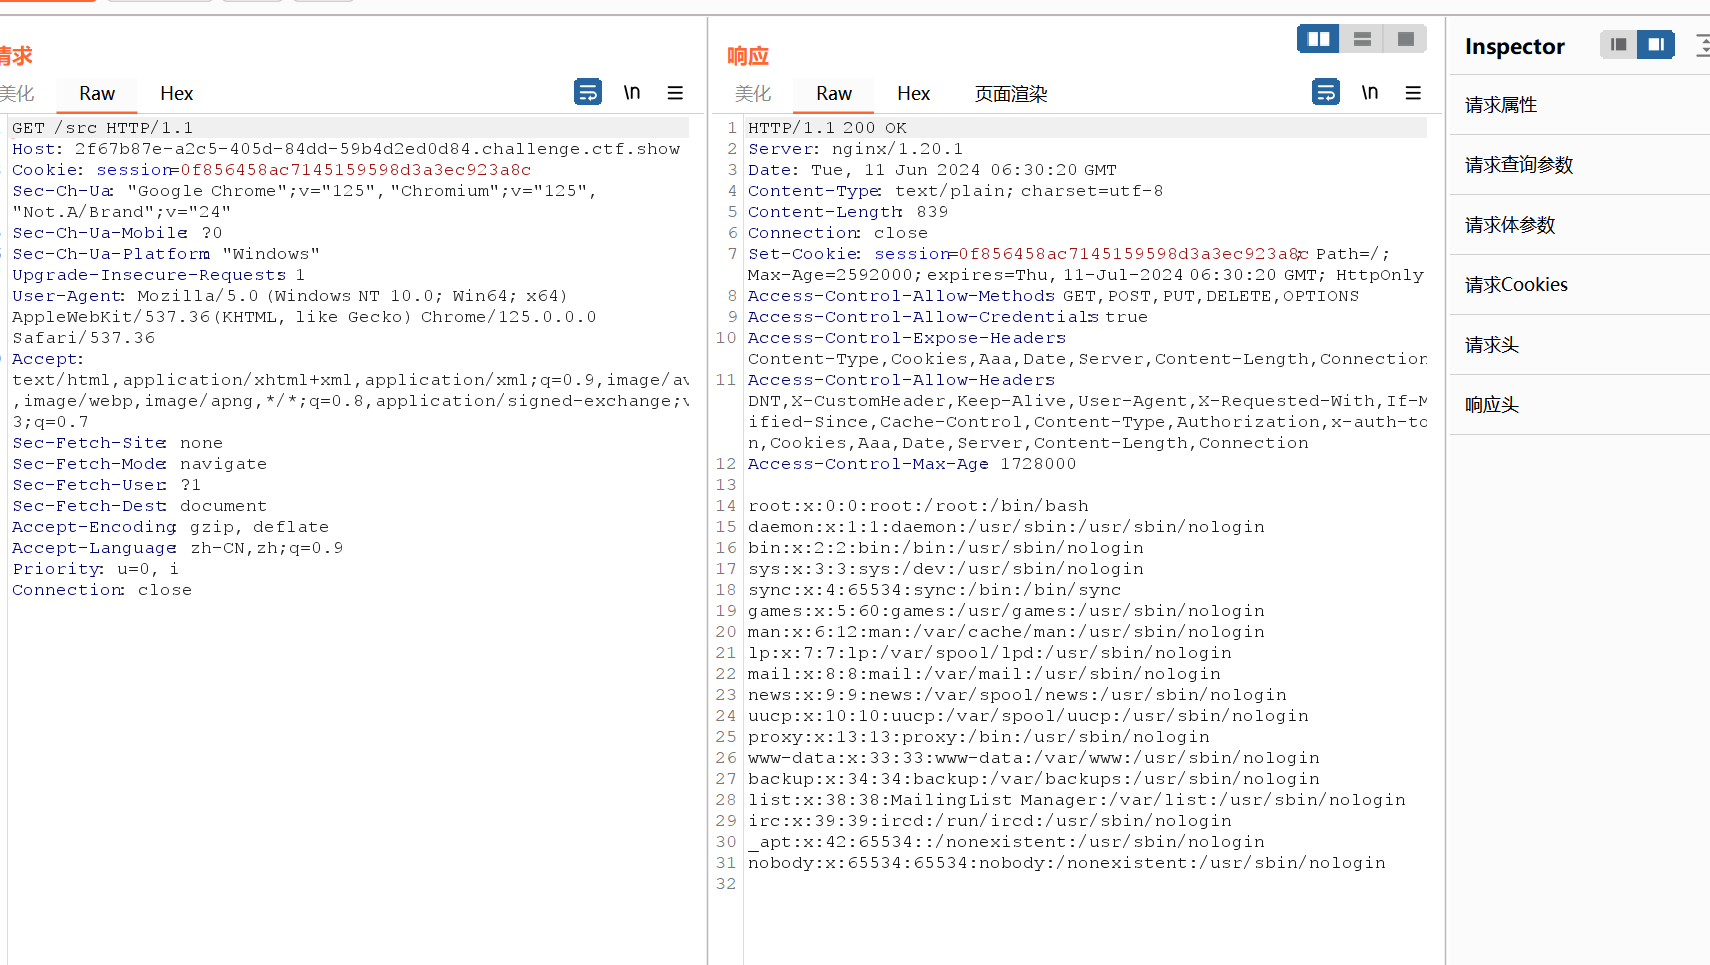 请求
美化 Raw Hex \n
GET /src HTTP/1.1
Host: 2f67b87e-a2c5-405d-84dd-59b4d2ed0d84.challenge.ctf.show
Cookie: session=0f856458ac7145159598d3a3ec923a8c
Sec-Ch-Ua: "Google Chrome";v="125", "Chromium";v="125",
"Not.A/Brand";v="24"
Sec-Ch-Ua-Mobile: ?0
Sec-Ch-Ua-Platform: "Windows"
Upgrade-Insecure-Requests: 1
User-Agent: Mozilla/5.0 (Windows NT 10.0; Win64; x64)
AppleWebKit/537.36 (KHTML, like Gecko) Chrome/125.0.0.0
Safari/537.36
Accept:
text/html,application/xhtml+xml,application/xml;q=0.9,image/av
,image/webp,image/apng,*/*;q=0.8,application/signed-exchange;v
3;q=0.7
Sec-Fetch-Site: none
Sec-Fetch-Mode: navigate
Sec-Fetch-User: ?1
Sec-Fetch-Dest: document
Accept-Encoding: gzip, deflate
Accept-Language: zh-CN,zh;q=0.9
Priority: u=0, i
Connection: close
响应
美化 Raw Hex 页面渲染 \n
1 HTTP/1.1 200 OK
2 Server: nginx/1.20.1
3 Date: Tue, 11 Jun 2024 06:30:20 GMT
4 Content-Type: text/plain; charset=utf-8
5 Content-Length: 839
6 Connection: close
7 Set-Cookie: session=0f856458ac7145159598d3a3ec923a8c; Path=/;
Max-Age=2592000; expires=Thu, 11-Jul-2024 06:30:20 GMT; HttpOnly
8 Access-Control-Allow-Methods: GET,POST,PUT,DELETE,OPTIONS
9 Access-Control-Allow-Credentials: true
10 Access-Control-Expose-Headers:
Content-Type,Cookies,Aaa,Date,Server,Content-Length,Connection
11 Access-Control-Allow-Headers:
DNT,X-CustomHeader,Keep-Alive,User-Agent,X-Requested-With,If-M
ified-Since,Cache-Control,Content-Type,Authorization,x-auth-to
n,Cookies,Aaa,Date,Server,Content-Length,Connection
12 Access-Control-Max-Age: 1728000
13
14 root:x:0:0:root:/root:/bin/bash
15 daemon:x:1:1:daemon:/usr/sbin:/usr/sbin/nologin
16 bin:x:2:2:bin:/bin:/usr/sbin/nologin
17 sys:x:3:3:sys:/dev:/usr/sbin/nologin
18 sync:x:4:65534:sync:/bin:/bin/sync
19 games:x:5:60:games:/usr/games:/usr/sbin/nologin
20 man:x:6:12:man:/var/cache/man:/usr/sbin/nologin
21 lp:x:7:7:lp:/var/spool/lpd:/usr/sbin/nologin
22 mail:x:8:8:mail:/var/mail:/usr/sbin/nologin
23 news:x:9:9:news:/var/spool/news:/usr/sbin/nologin
24 uucp:x:10:10:uucp:/var/spool/uucp:/usr/sbin/nologin
25 proxy:x:13:13:proxy:/bin:/usr/sbin/nologin
26 www-data:x:33:33:www-data:/var/www:/usr/sbin/nologin
27 backup:x:34:34:backup:/var/backups:/usr/sbin/nologin
28 list:x:38:38:Mailing List Manager:/var/list:/usr/sbin/nologin
29 irc:x:39:39:ircd:/run/ircd:/usr/sbin/nologin
30 _apt:x:42:65534::/nonexistent:/usr/sbin/nologin
31 nobody:x:65534:65534:nobody:/nonexistent:/usr/sbin/nologin
32
Inspector
请求属性
请求查询参数
请求体参数
请求Cookies
请求头
响应头